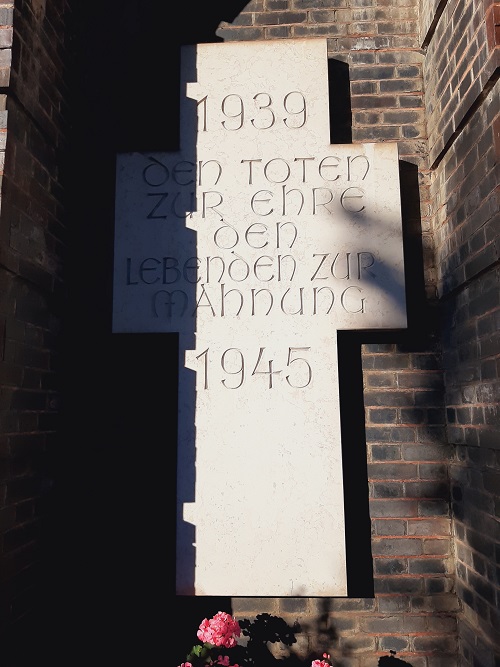 1939
DEN TOTEN
ZUR EHRE
DEN
LEBENDEN ZUR
MAHNUNG
1945